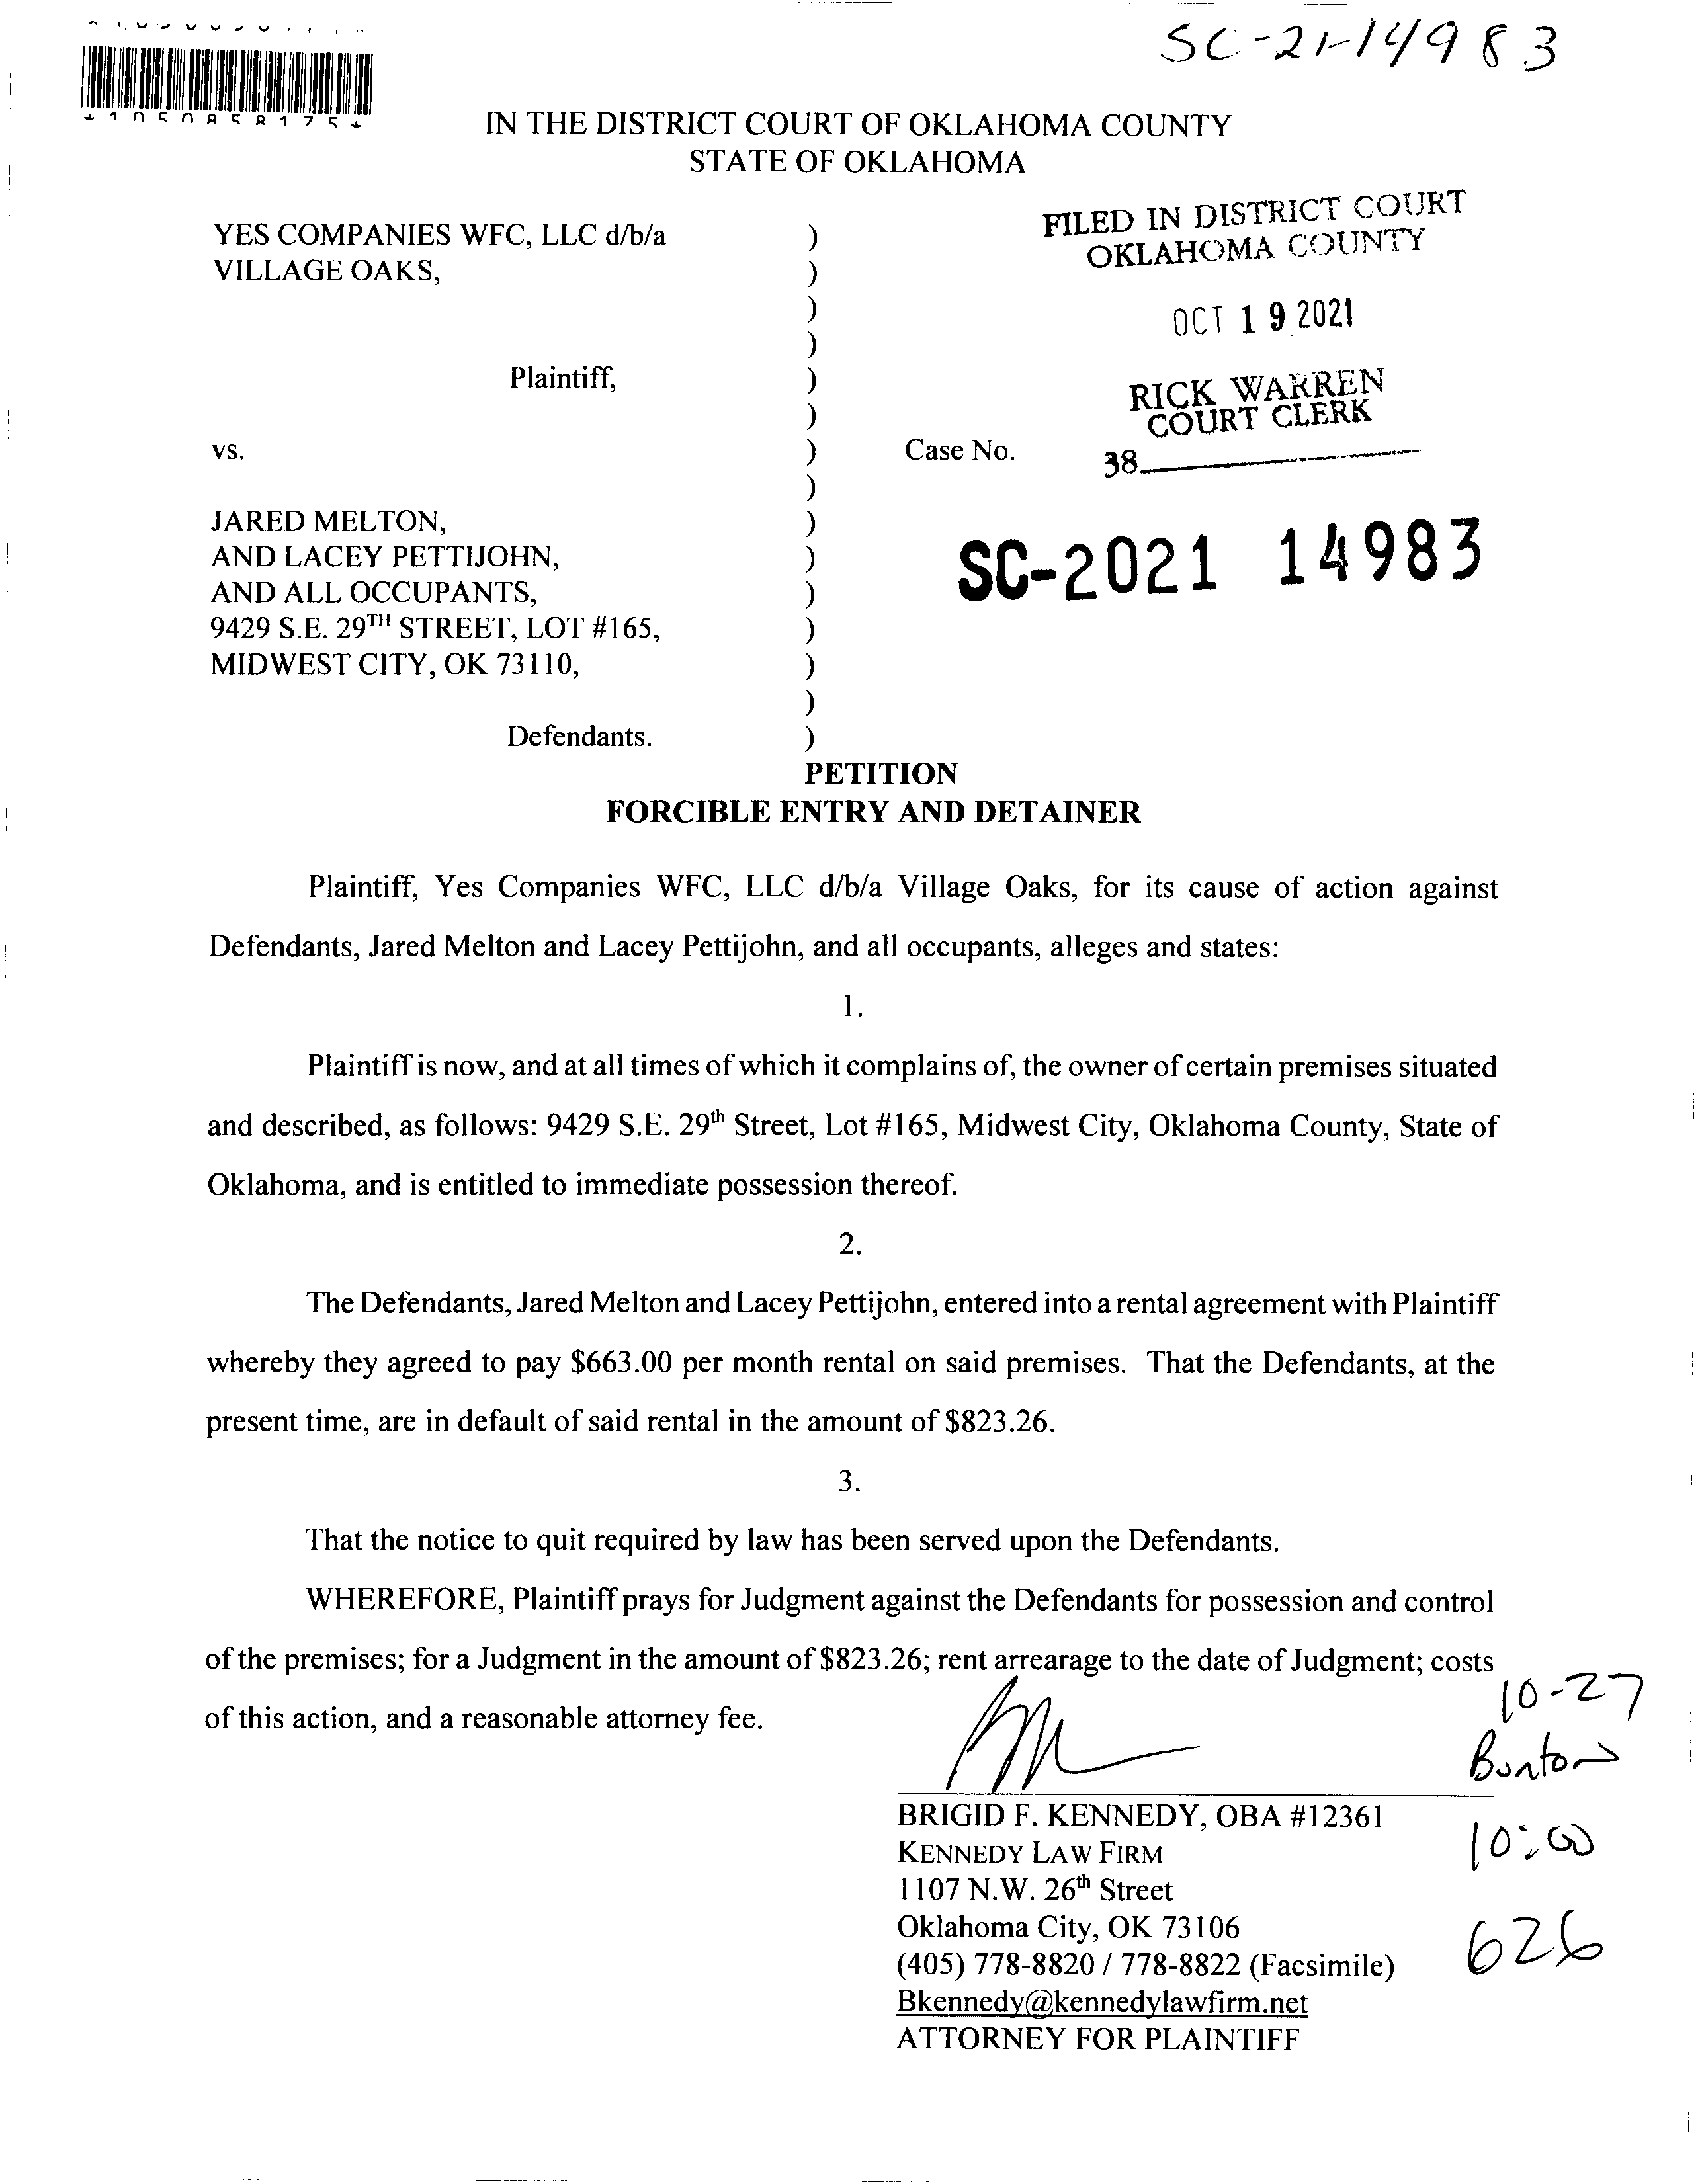 SC-21-14983
*1050858175*
IN THE DISTRICT COURT OF OKLAHOMA COUNTY
STATE OF OKLAHOMA
FILED IN DISTRICT COURT
OKLAHOMA COUNTY
OCT 19 2021
RICK WARREN
COURT CLERK
38
YES COMPANIES WFC, LLC d/b/a )
VILLAGE OAKS, )
)
)
Plaintiff, )
)
vs. ) Case No.
)
JARED MELTON, )
AND LACEY PETTIJOHN, )
AND ALL OCCUPANTS, )
9429 S.E. 29TH STREET, LOT #165, )
MIDWEST CITY, OK 73110, )
)
Defendants. )
SC-2021 14983
PETITION
FORCIBLE ENTRY AND DETAINER
Plaintiff, Yes Companies WFC, LLC d/b/a Village Oaks, for its cause of action against
Defendants, Jared Melton and Lacey Pettijohn, and all occupants, alleges and states:
1.
Plaintiff is now, and at all times of which it complains of, the owner of certain premises situated
and described, as follows: 9429 S.E. 29th Street, Lot #165, Midwest City, Oklahoma County, State of
Oklahoma, and is entitled to immediate possession thereof.
2.
The Defendants, Jared Melton and Lacey Pettijohn, entered into a rental agreement with Plaintiff
whereby they agreed to pay $663.00 per month rental on said premises. That the Defendants, at the
present time, are in default of said rental in the amount of $823.26.
3.
That the notice to quit required by law has been served upon the Defendants.
WHEREFORE, Plaintiff prays for Judgment against the Defendants for possession and control
of the premises; for a Judgment in the amount of $823.26; rent arrearage to the date of Judgment; costs
of this action, and a reasonable attorney fee.
BRIGID F. KENNEDY, OBA #12361
KENNEDY LAW FIRM
1107 N.W. 26th Street
Oklahoma City, OK 73106
(405) 778-8820 / 778-8822 (Facsimile)
Bkennedy@kennedylawfirm.net
ATTORNEY FOR PLAINTIFF
10-27
10:00
626